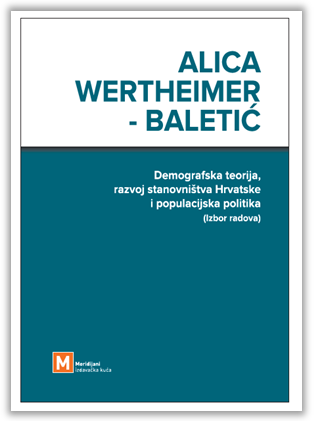 ALICA
WERTHEIMER
- BALETIĆ
Demografska teorija,
razvoj stanovništva Hrvatske
i populacijska politika
(Izbor radova)
M
Meridijani
izdavačka kuća